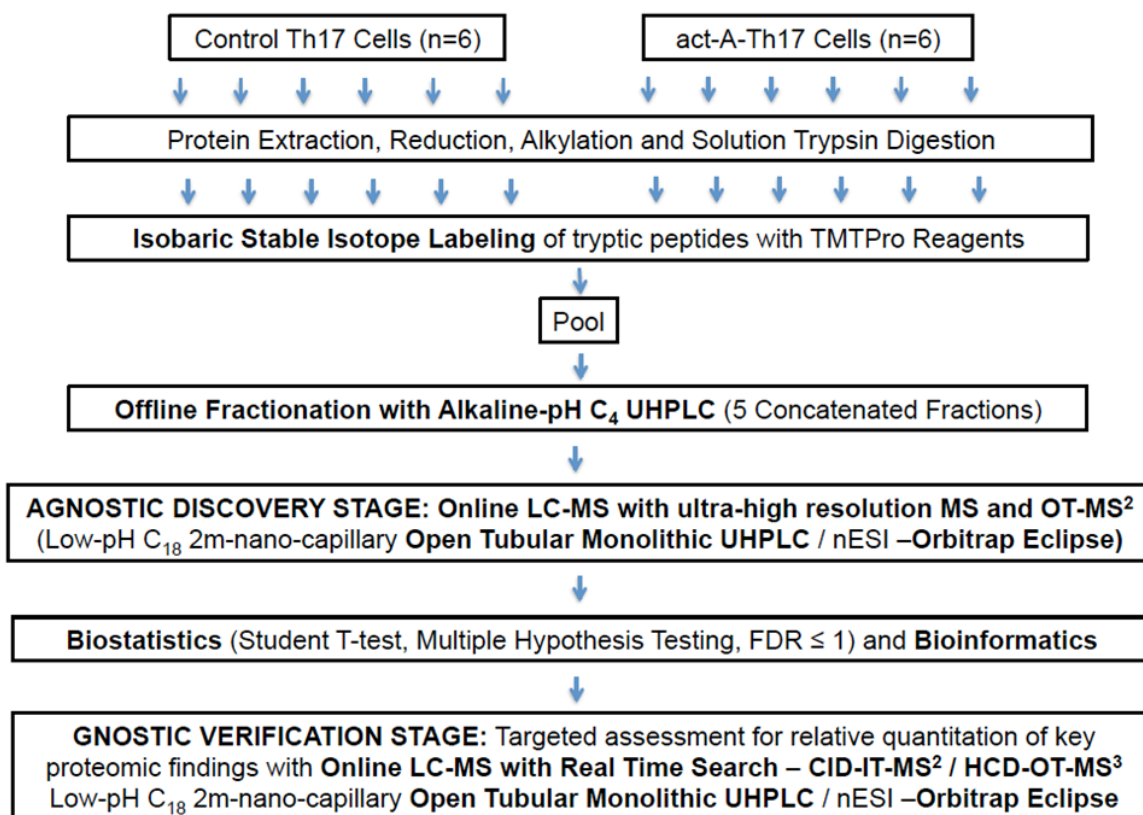 Control Th17 Cells (n=6)
act-A-Th17 Cells (n=6)
Protein Extraction, Reduction, Alkylation and Solution Trypsin Digestion
Isobaric Stable Isotope Labeling of tryptic peptides with TMTPro Reagents
Pool
Offline Fractionation with Alkaline-pH C₄ UHPLC (5 Concatenated Fractions)
AGNOSTIC DISCOVERY STAGE: Online LC-MS with ultra-high resolution MS and OT-MS²
(Low-pH C₁₈ 2m-nano-capillary Open Tubular Monolithic UHPLC / nESI –Orbitrap Eclipse)
Biostatistics (Student T-test, Multiple Hypothesis Testing, FDR ≤ 1) and Bioinformatics
GNOSTIC VERIFICATION STAGE: Targeted assessment for relative quantitation of key
proteomic findings with Online LC-MS with Real Time Search – CID-IT-MS² / HCD-OT-MS³
Low-pH C₁₈ 2m-nano-capillary Open Tubular Monolithic UHPLC / nESI –Orbitrap Eclipse